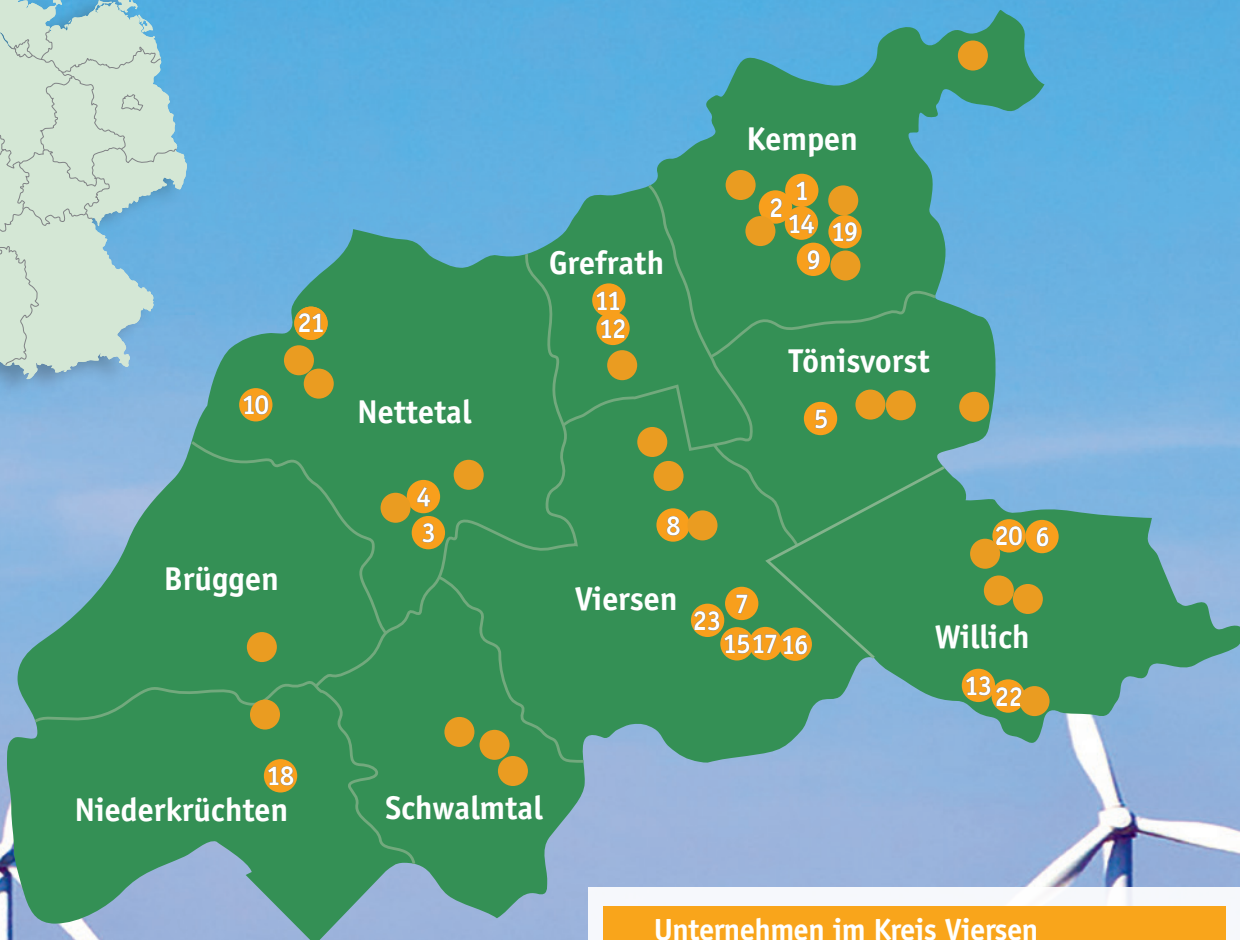 Kempen
1
2
14
19
9
Grefrath
11
12
Tönisvorst
5
21
10
Nettetal
4
3
8
Brüggen
Viersen
7
23
15 17 16
20 6
Willich
13
22
18
Niederkrüchten
Schwalmtal
Unternehmen im Kreis Viersen